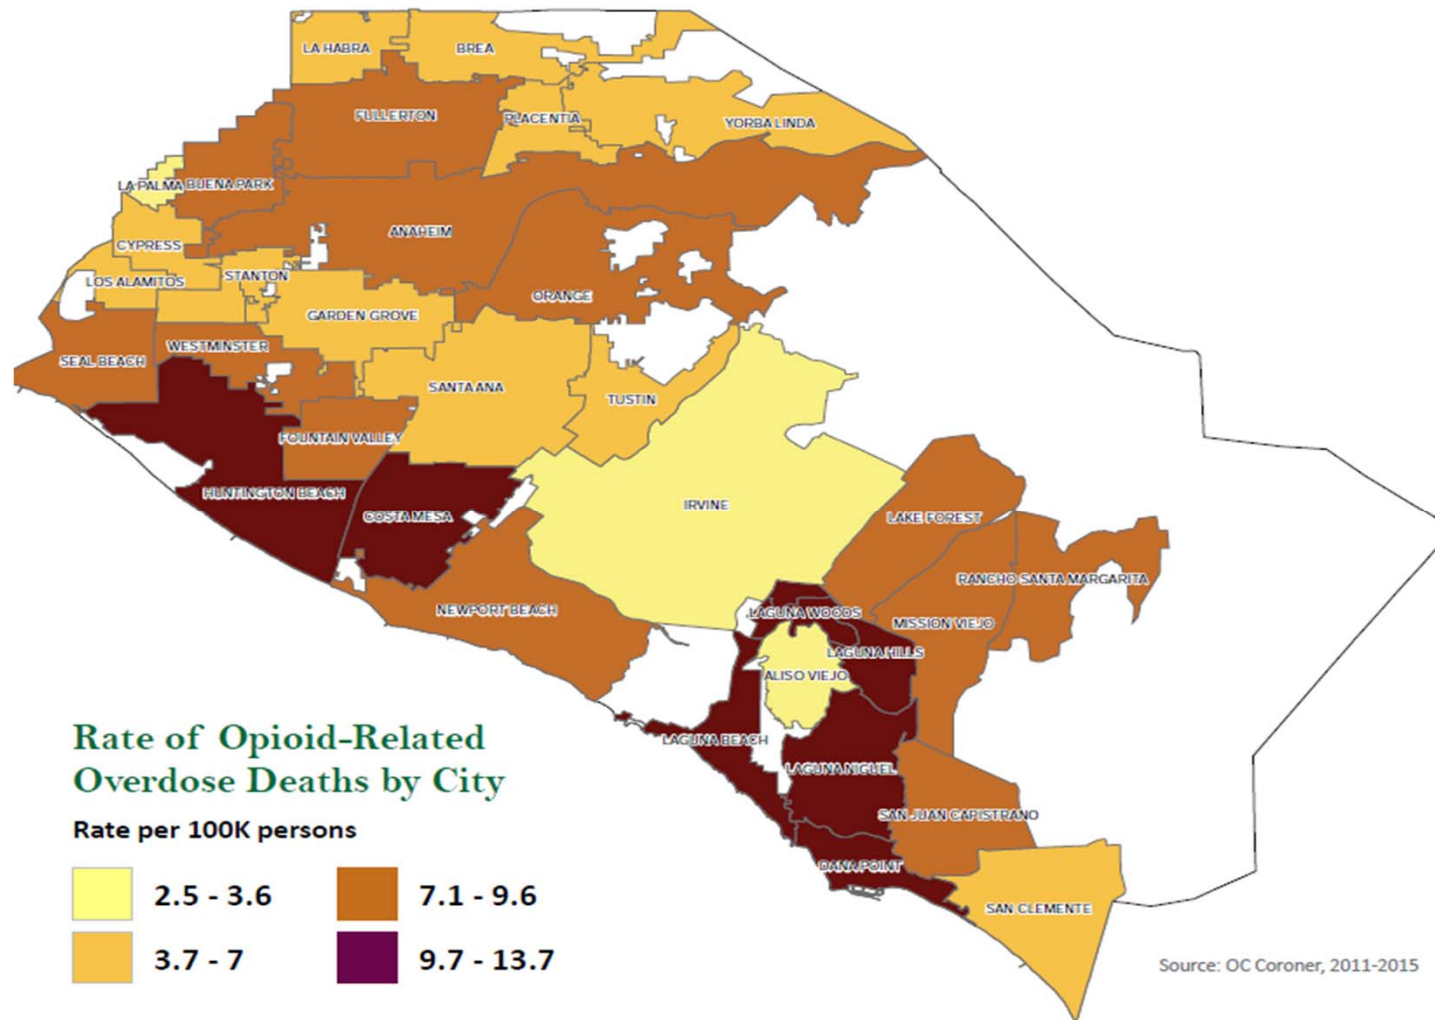 LA HABRA
BREA
FULLERTON
PLACENTIA
YORBA LINDA
LA PALMA
BUENA PARK
ANAHEIM
CYPRESS
STANTON
LOS ALAMITOS
ORANGE
GARDEN GROVE
WESTMINSTER
SEAL BEACH
SANTA ANA
TUSTIN
FOUNTAIN VALLEY
HUNTINGTON BEACH
COSTA MESA
IRVINE
LAKE FOREST
RANCHO SANTA MARGARITA
NEWPORT BEACH
LAGUNA WOODS
MISSION VIEJO
LAGUNA HILLS
ALISO VIEJO
LAGUNA BEACH
LAGUNA NIGUEL
SAN JUAN CAPISTRANO
DANA POINT
SAN CLEMENTE
Rate of Opioid-Related
Overdose Deaths by City
Rate per 100K persons
2.5 - 3.6
7.1 - 9.6
3.7 - 7
9.7 - 13.7
Source: OC Coroner, 2011-2015